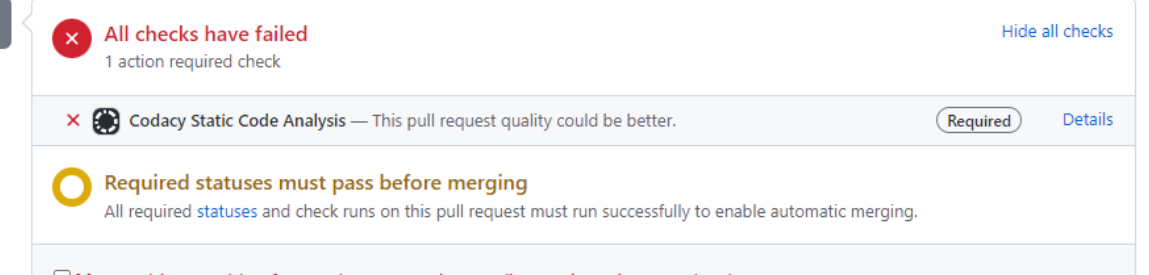 All checks have failed
Hide all checks
1 action required check
Codacy Static Code Analysis — This pull request quality could be better.
Required
Details
Required statuses must pass before merging
All required statuses and check runs on this pull request must run successfully to enable automatic merging.